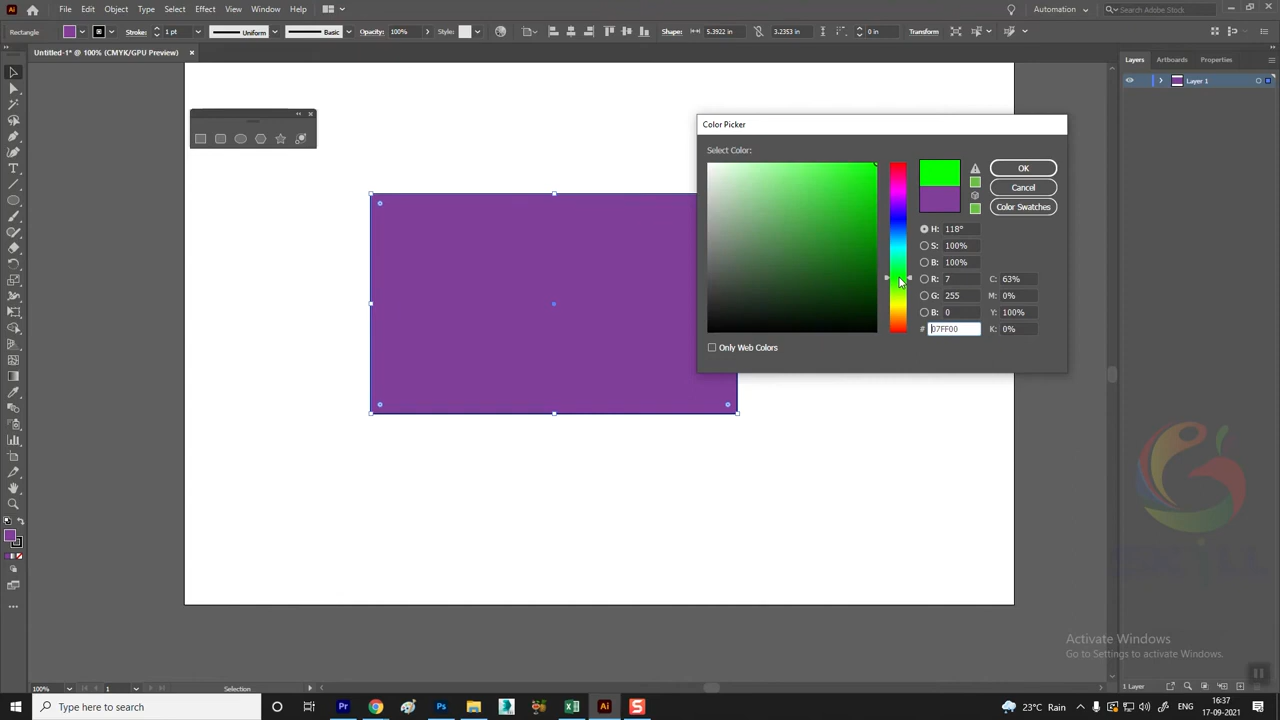 Ai File Edit Object Type Select Effect View Window Help Automation Search Adobe Stock
Rectangle Stroke: 1 pt Uniform Basic Opacity: 100% Style: Shape: 5.3922 in 3.2353 in 0 in Transform
Untitled-1* @ 100% (CMYK/GPU Preview) ×
Layers Artboards Properties
Layer 1
Color Picker
Select Color:
OK
Cancel
Color Swatches
H: 118°
S: 100%
B: 100%
R: 7 C: 63%
G: 255 M: 0%
B: 0 Y: 100%
# 07FF00 K: 0%
Only Web Colors
Activate Windows
Go to Settings to activate Windows.
100% 1 Selection 1 Layer
Type here to search Pr Ps Ai S 23°C Rain ENG 16:37
17-09-2021